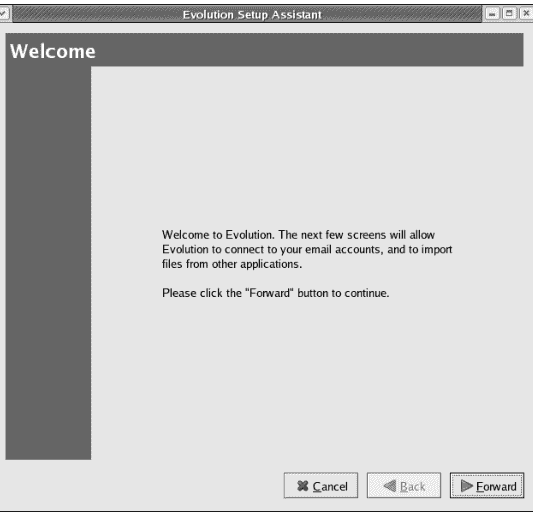 Evolution Setup Assistant
Welcome
Welcome to Evolution. The next few screens will allow
Evolution to connect to your email accounts, and to import
files from other applications.
Please click the "Forward" button to continue.
Cancel
Back
Forward